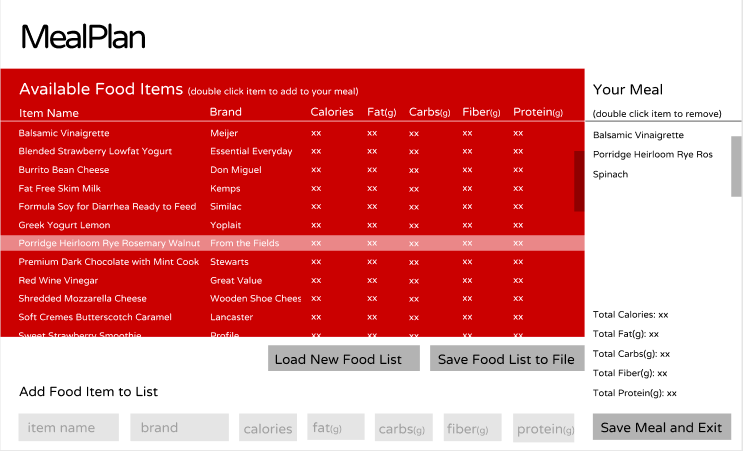 MealPlan
Available Food Items (double click item to add to your meal)
Item Name Brand Calories Fat(g) Carbs(g) Fiber(g) Protein(g)
Balsamic Vinaigrette Meijer xx xx xx xx xx
Blended Strawberry Lowfat Yogurt Essential Everyday xx xx xx xx xx
Burrito Bean Cheese Don Miguel xx xx xx xx xx
Fat Free Skim Milk Kemps xx xx xx xx xx
Formula Soy for Diarrhea Ready to Feed Similac xx xx xx xx xx
Greek Yogurt Lemon Yoplait xx xx xx xx xx
Porridge Heirloom Rye Rosemary Walnut From the Fields xx xx xx xx xx
Premium Dark Chocolate with Mint Cook Stewarts xx xx xx xx xx
Red Wine Vinegar Great Value xx xx xx xx xx
Shredded Mozzarella Cheese Wooden Shoe Chees xx xx xx xx xx
Soft Cremes Butterscotch Caramel Lancaster xx xx xx xx xx
Sweet Strawberry Smoothie Profile xx xx xx xx xx
Load New Food List
Save Food List to File
Add Food Item to List
item name brand calories fat(g) carbs(g) fiber(g) protein(g)
Your Meal
(double click item to remove)
Balsamic Vinaigrette
Porridge Heirloom Rye Ros
Spinach
Total Calories: xx
Total Fat(g): xx
Total Carbs(g): xx
Total Fiber(g): xx
Total Protein(g): xx
Save Meal and Exit